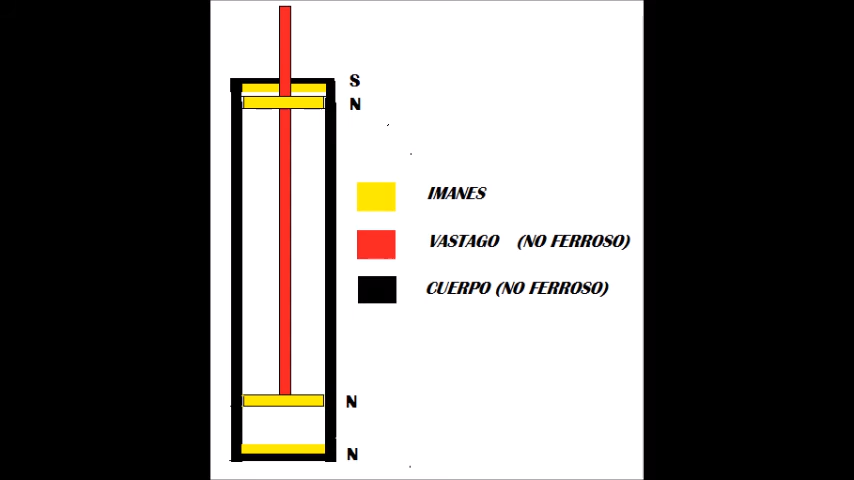 S
N
IMANES
VASTAGO (NO FERROSO)
CUERPO (NO FERROSO)
N
N